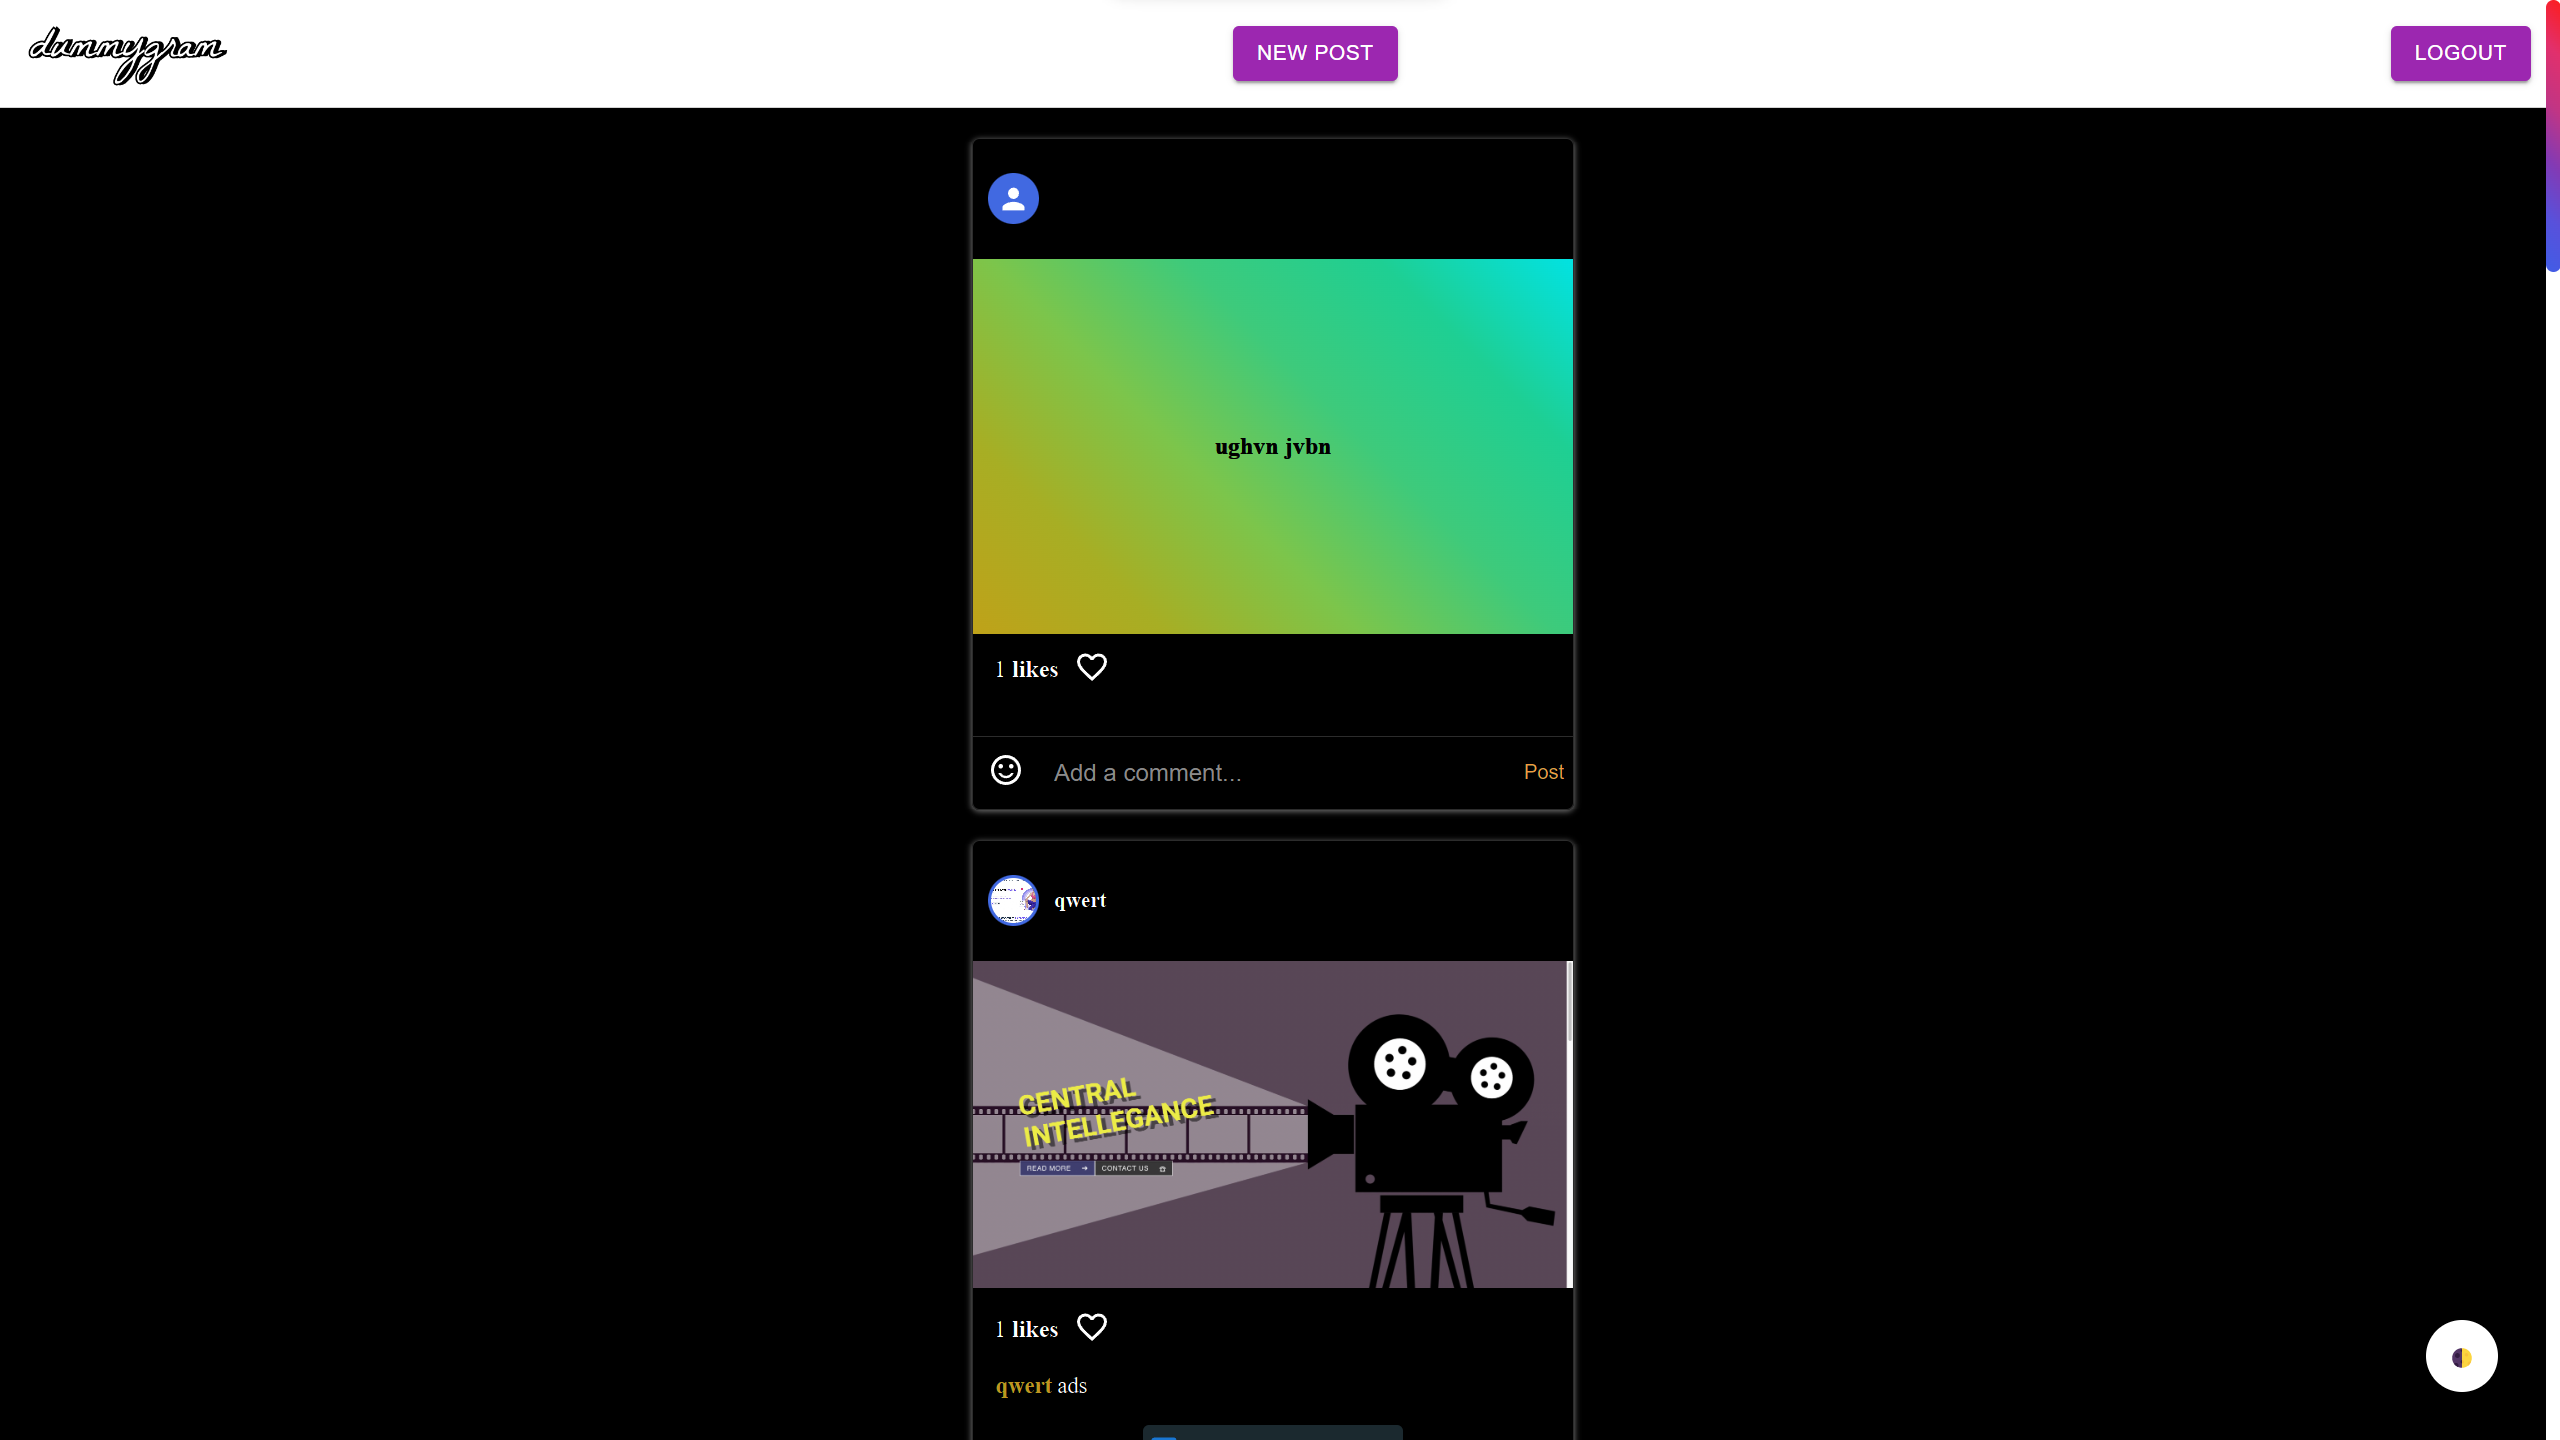 dummygram
NEW POST
LOGOUT
ughvn jvbn
1 likes
Add a comment...
Post
qwert
CENTRAL
INTELLEGANCE
READ MORE
CONTACT US
1 likes
qwert ads